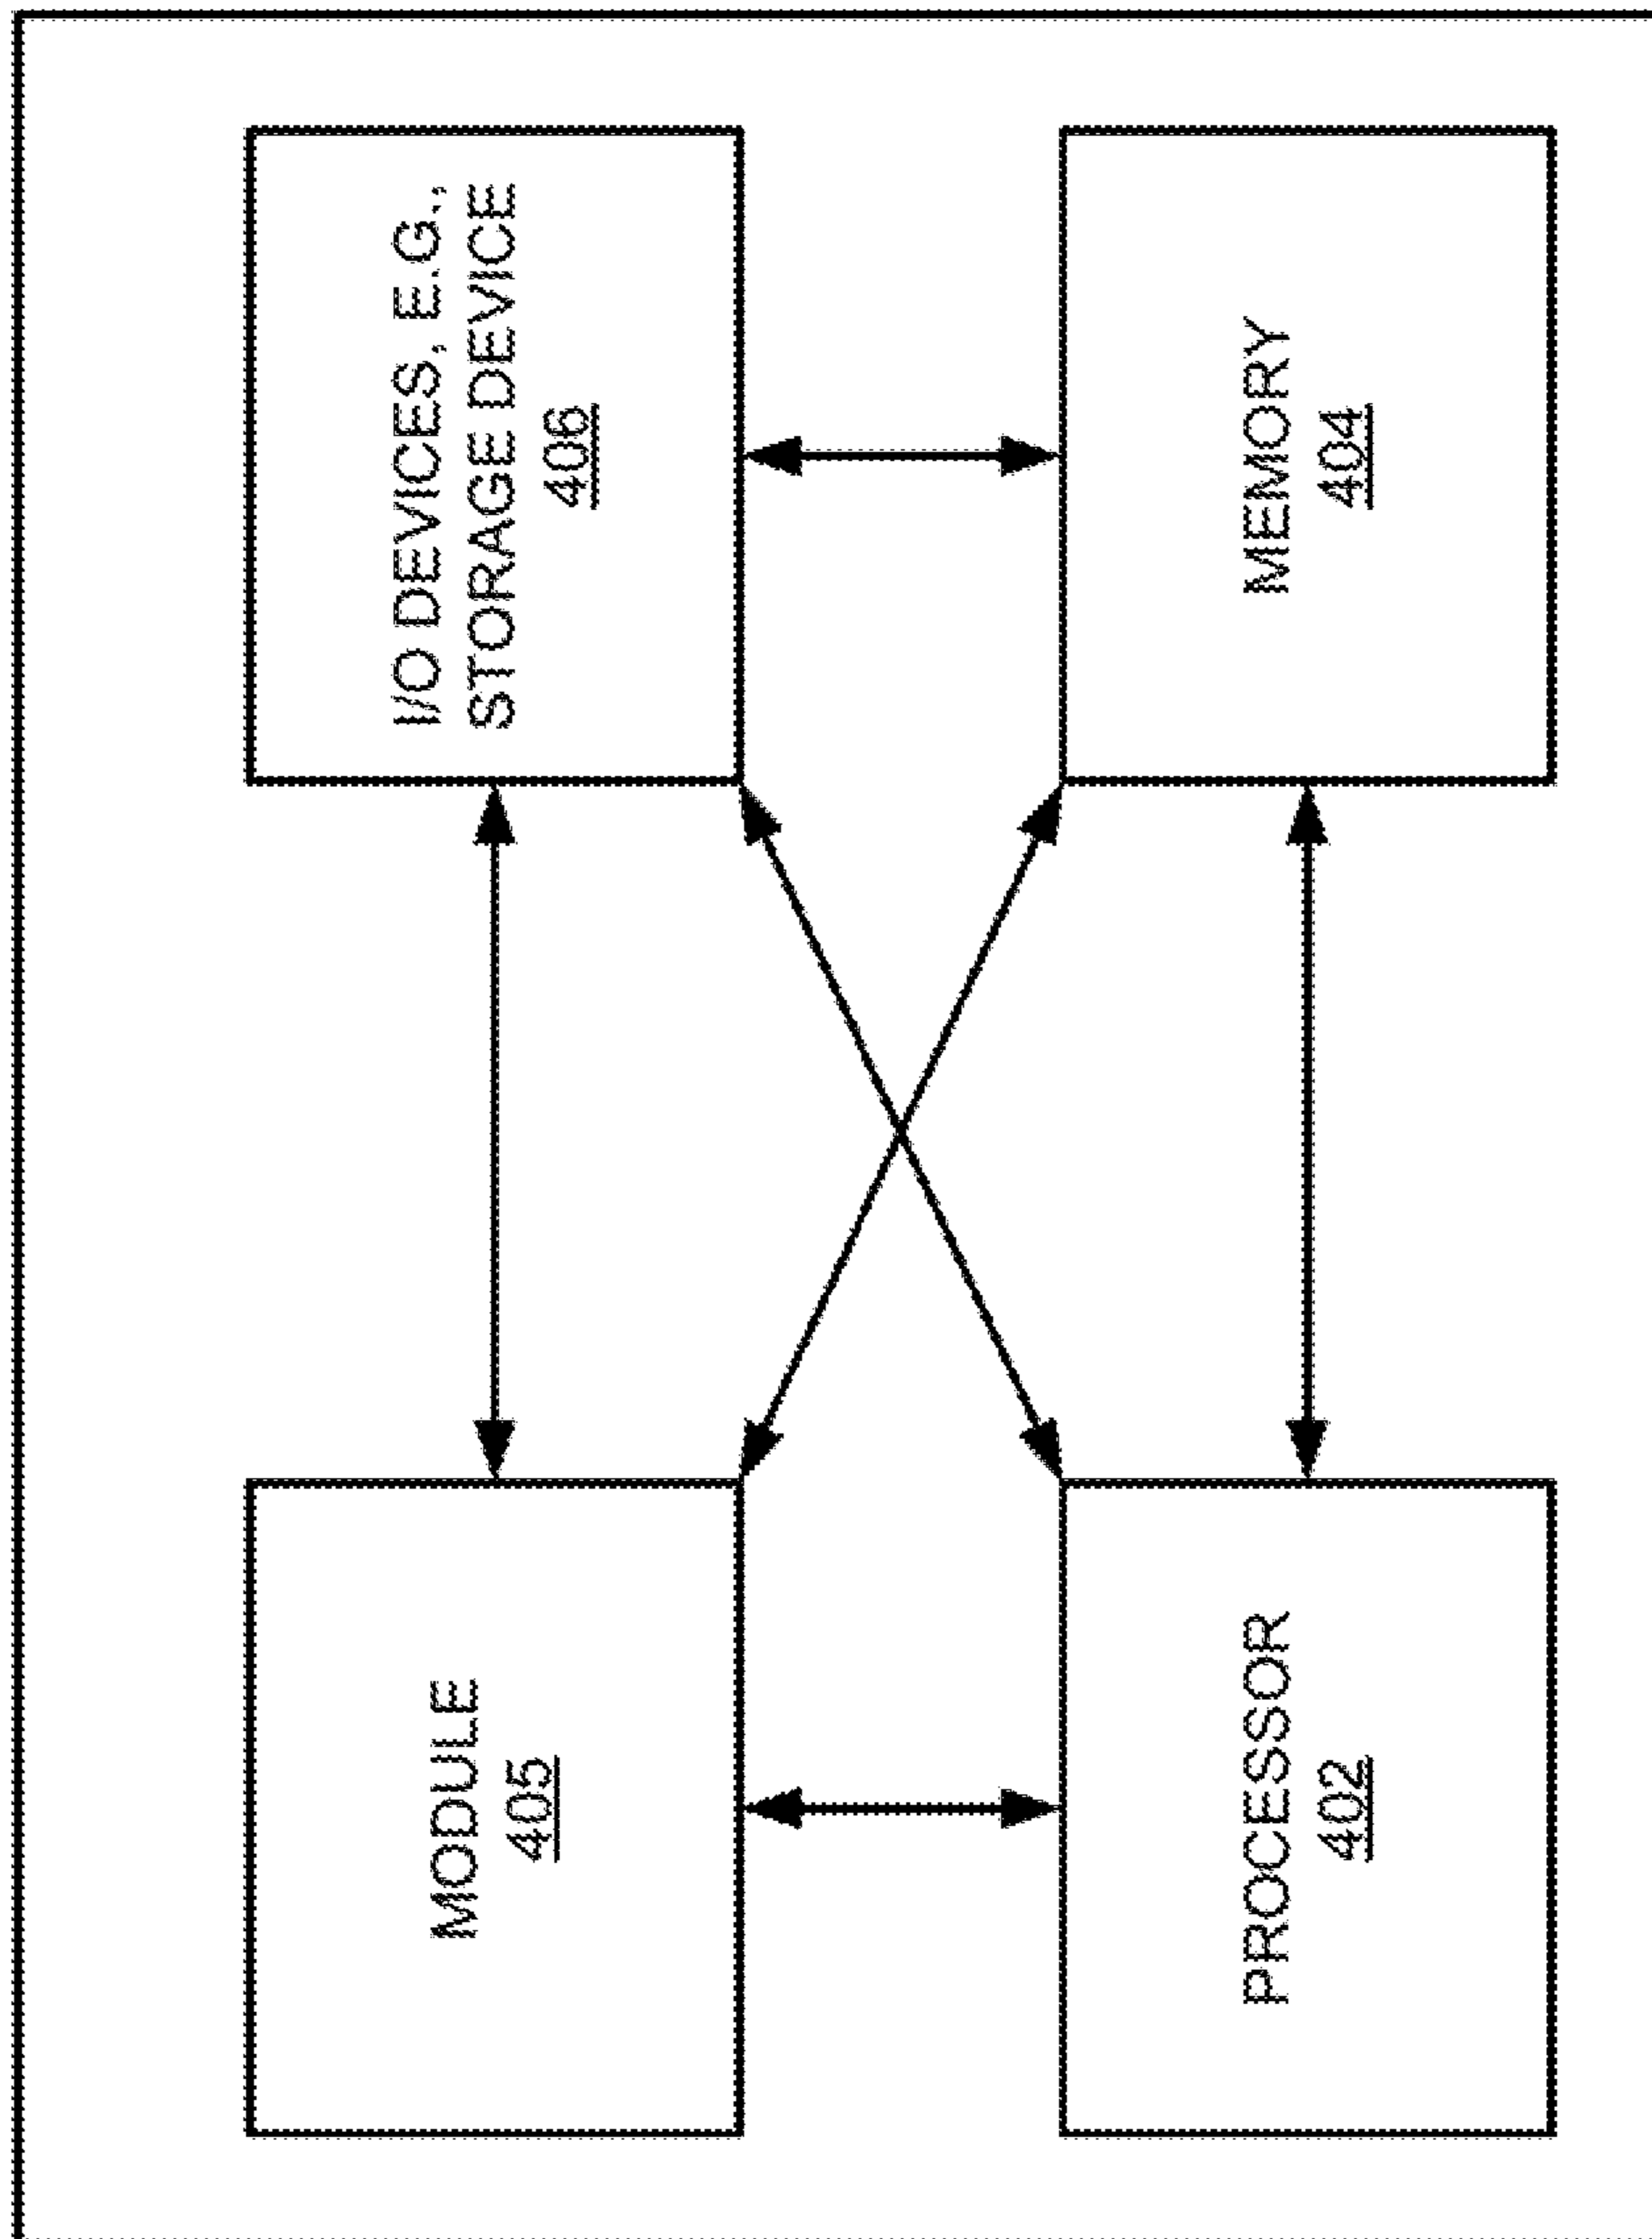 MODULE
405
I/O DEVICES, E.G.,
STORAGE DEVICE
406
PROCESSOR
402
MEMORY
404